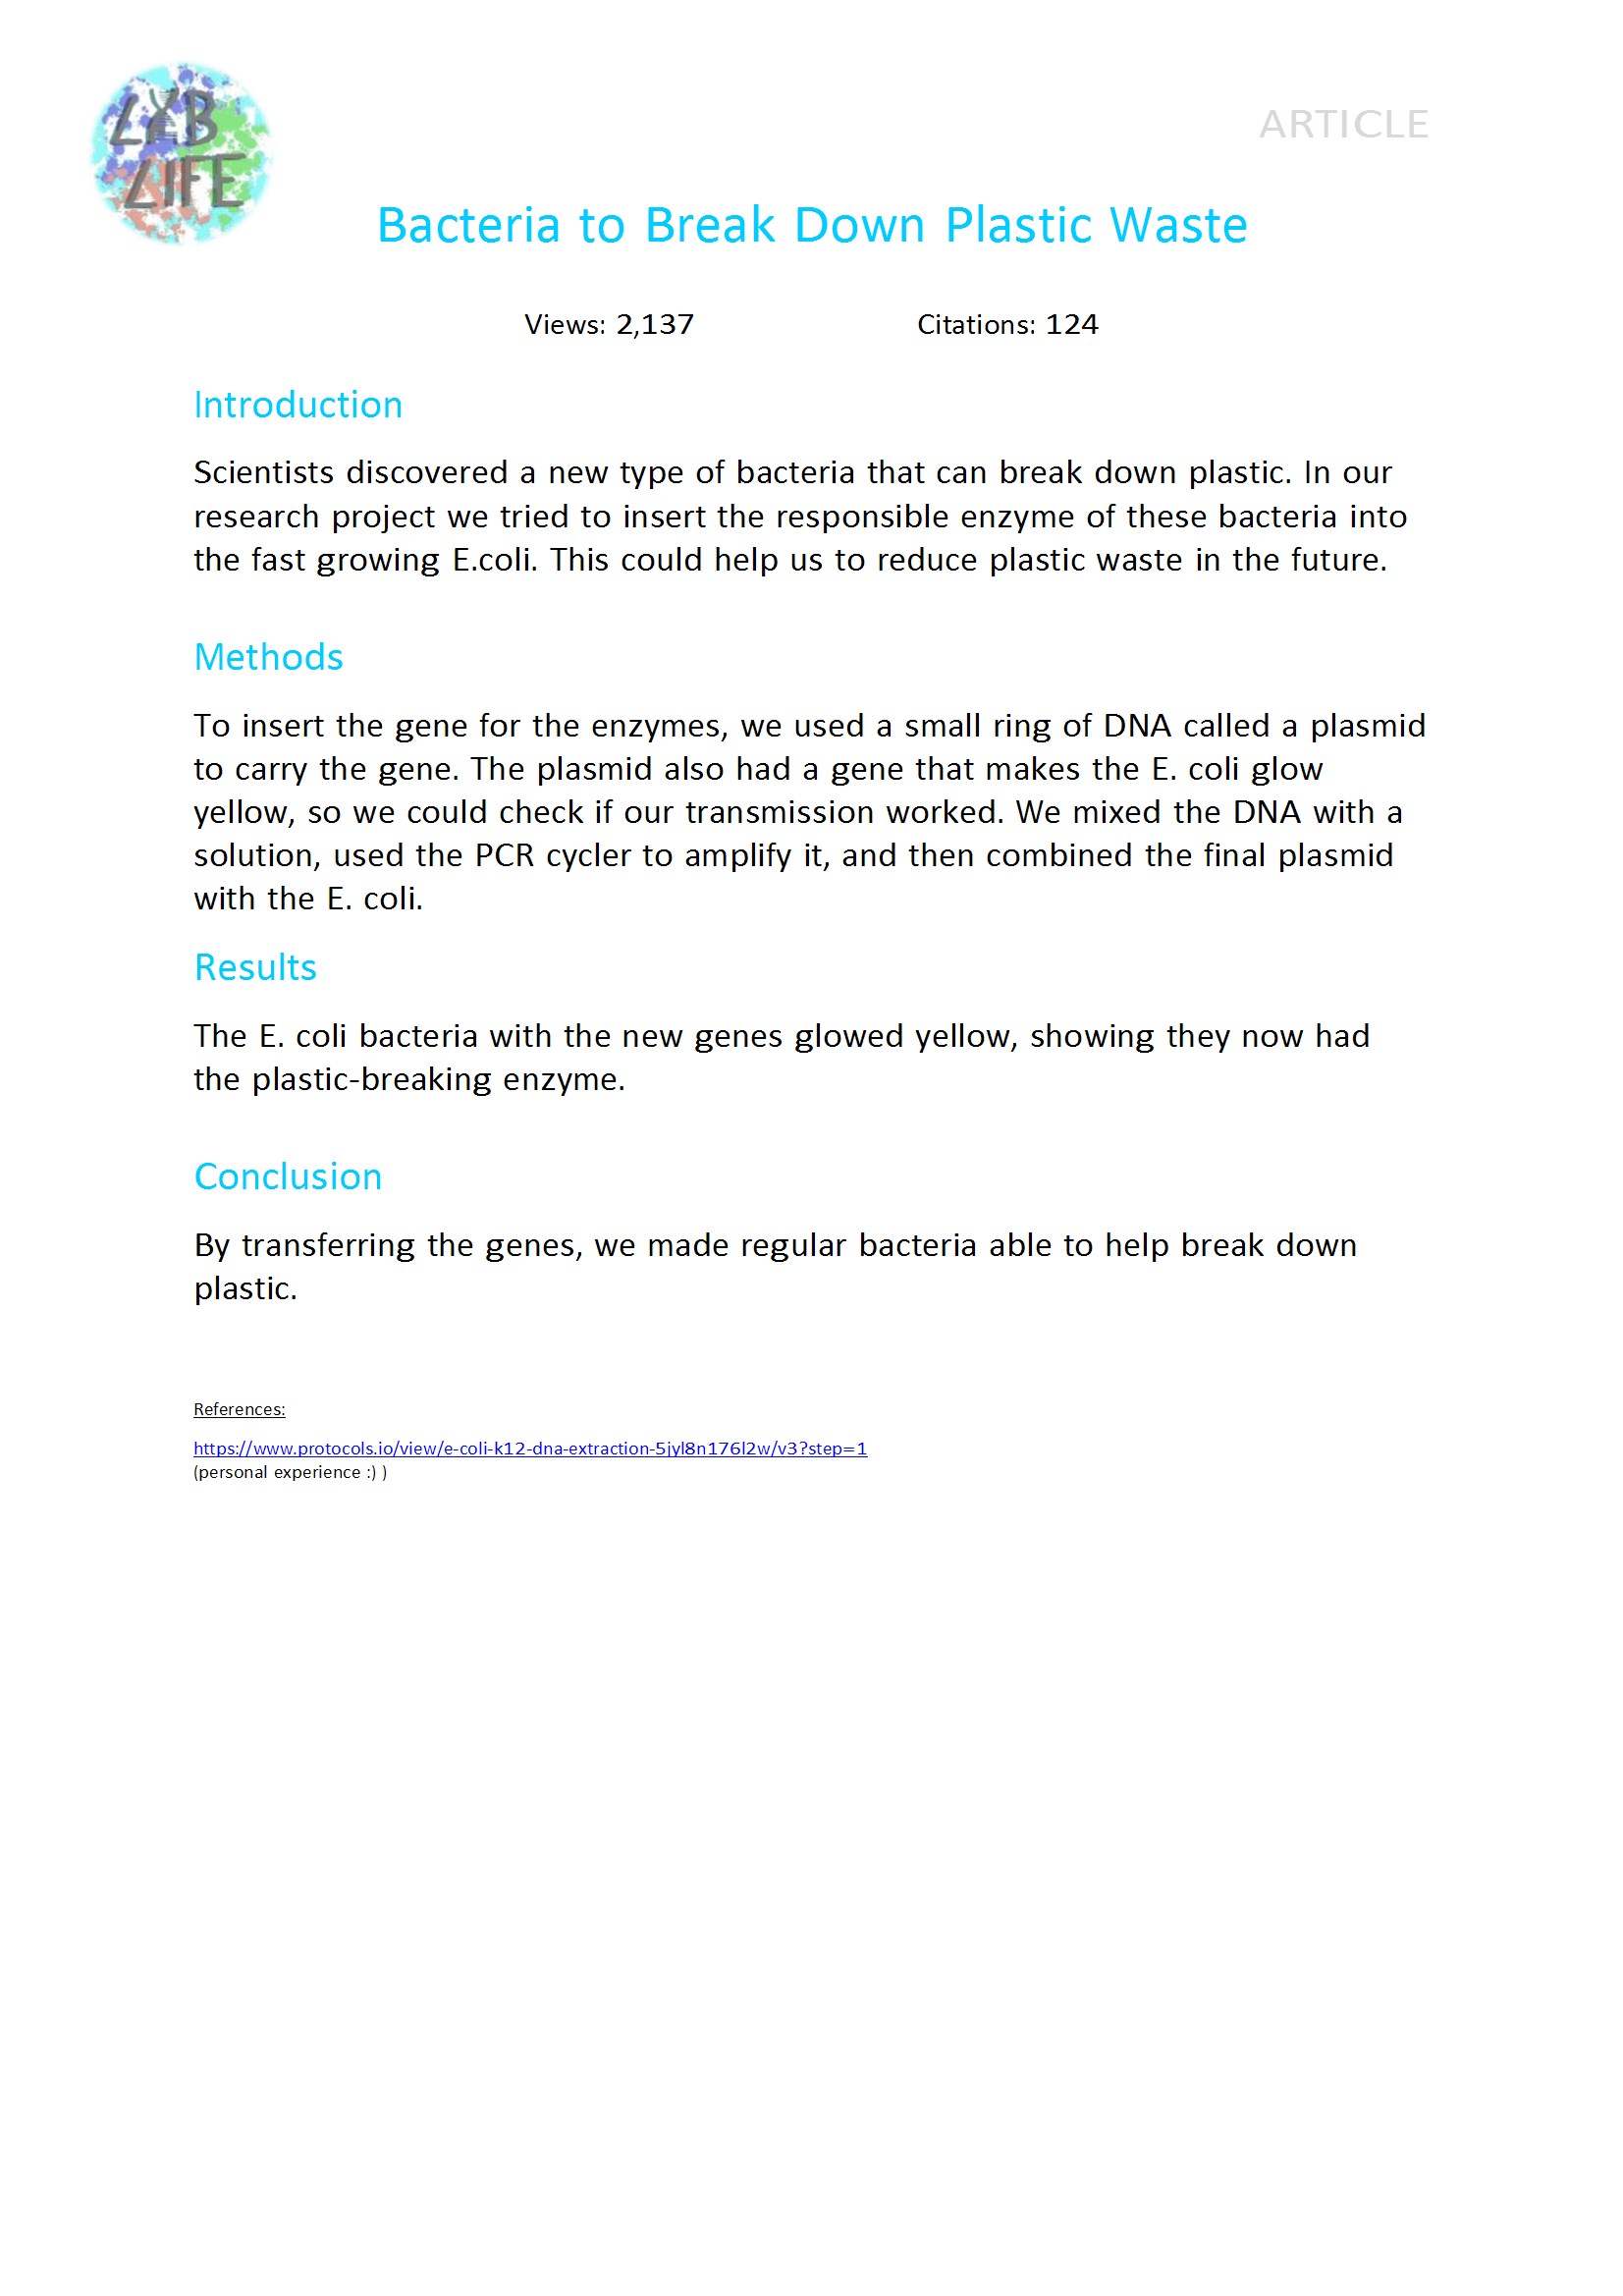 LAB
LIFE
ARTICLE
Bacteria to Break Down Plastic Waste
Views: 2,137 Citations: 124
Introduction
Scientists discovered a new type of bacteria that can break down plastic. In our
research project we tried to insert the responsible enzyme of these bacteria into
the fast growing E.coli. This could help us to reduce plastic waste in the future.
Methods
To insert the gene for the enzymes, we used a small ring of DNA called a plasmid
to carry the gene. The plasmid also had a gene that makes the E. coli glow
yellow, so we could check if our transmission worked. We mixed the DNA with a
solution, used the PCR cycler to amplify it, and then combined the final plasmid
with the E. coli.
Results
The E. coli bacteria with the new genes glowed yellow, showing they now had
the plastic-breaking enzyme.
Conclusion
By transferring the genes, we made regular bacteria able to help break down
plastic.
References:
https://www.protocols.io/view/e-coli-k12-dna-extraction-5jyl8n176l2w/v3?step=1
(personal experience :) )